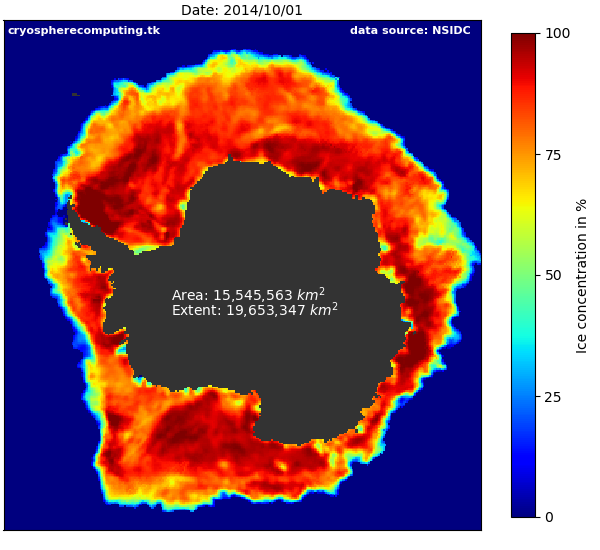 Date: 2014/10/01
cryospherecomputing.tk
data source: NSIDC
Area: 15,545,563 km²
Extent: 19,653,347 km²
100
75
50
25
0
Ice concentration in %